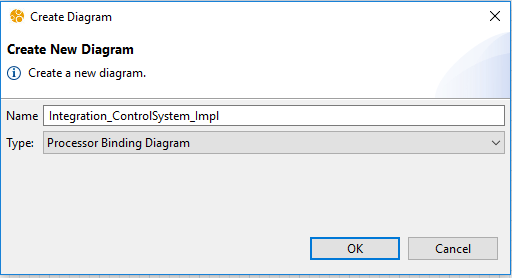 Create Diagram
Create New Diagram
Create a new diagram.
Name Integration_ControlSystem_Impl
Type: Processor Binding Diagram
OK Cancel